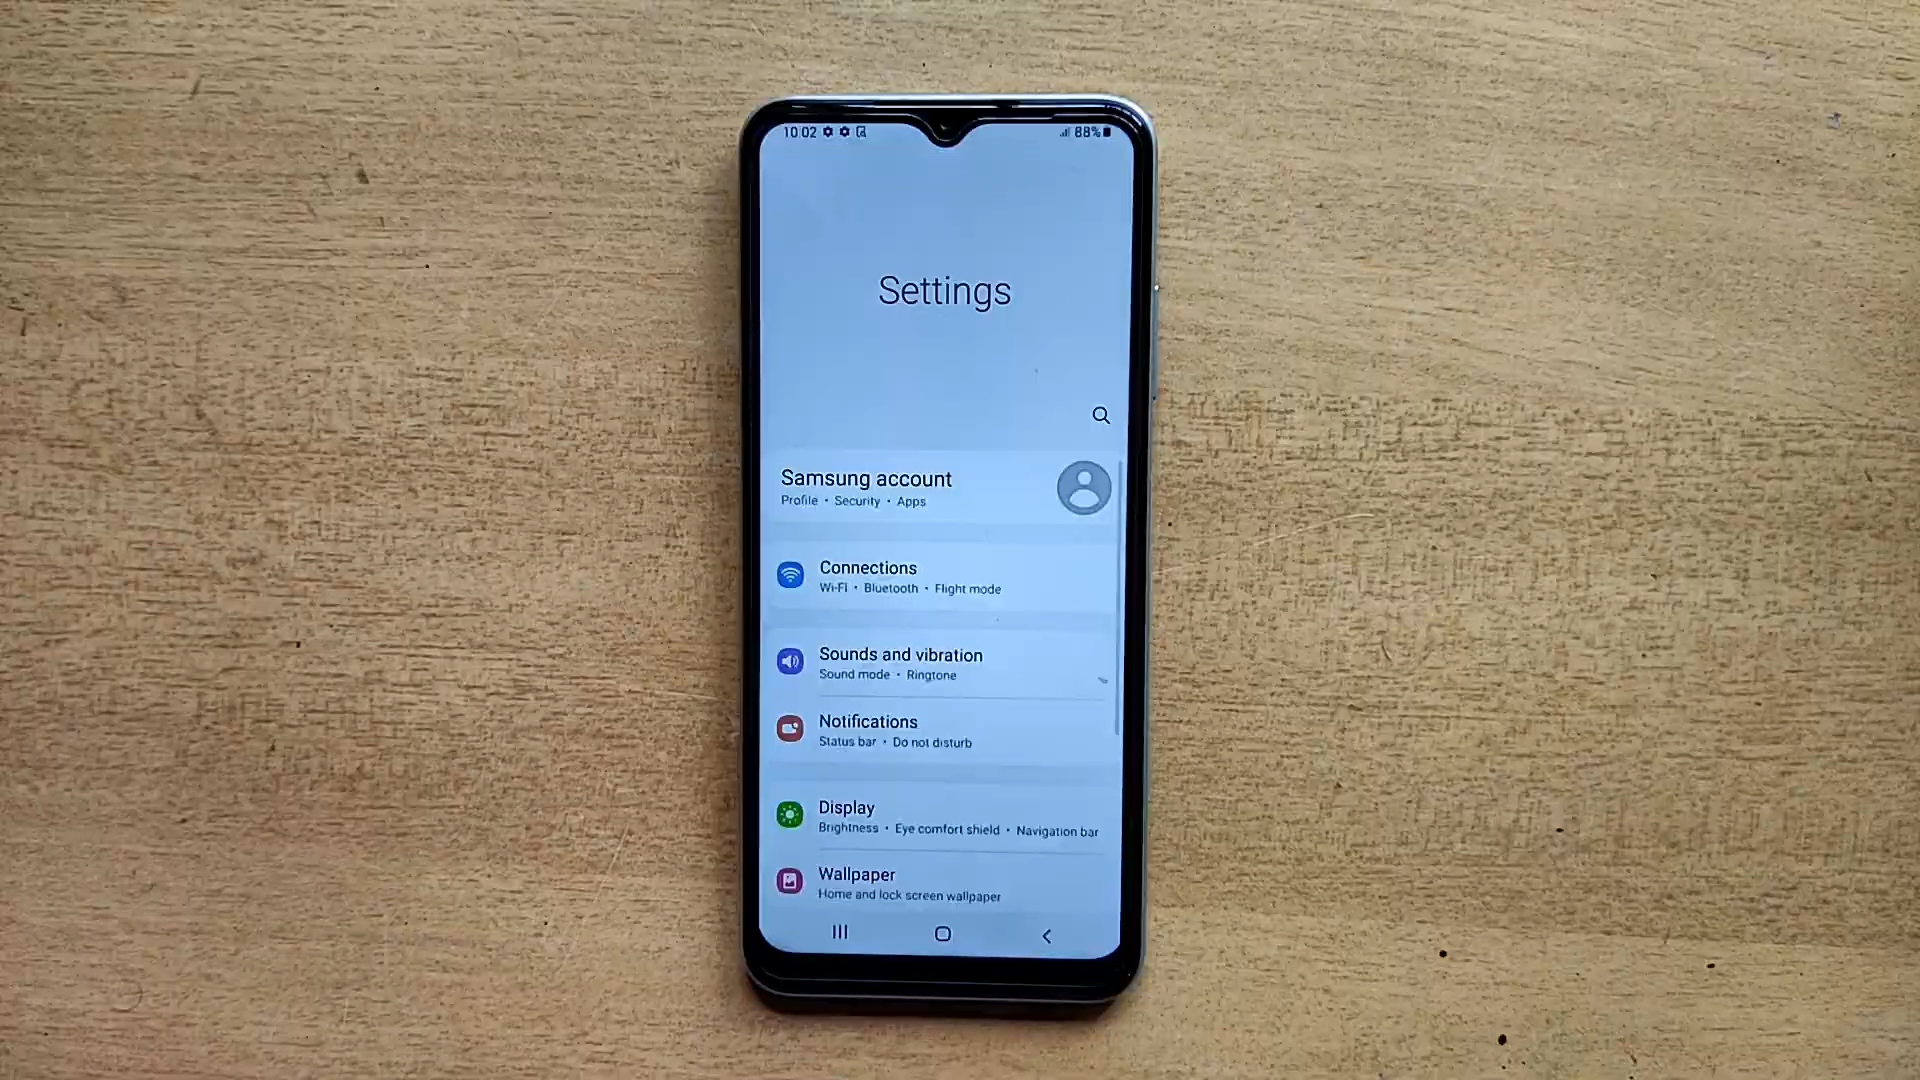 10:02 88%
Settings
Samsung account
Profile • Security • Apps
Connections
Wi-Fi • Bluetooth • Flight mode
Sounds and vibration
Sound mode • Ringtone
Notifications
Status bar • Do not disturb
Display
Brightness • Eye comfort shield • Navigation bar
Wallpaper
Home and lock screen wallpaper